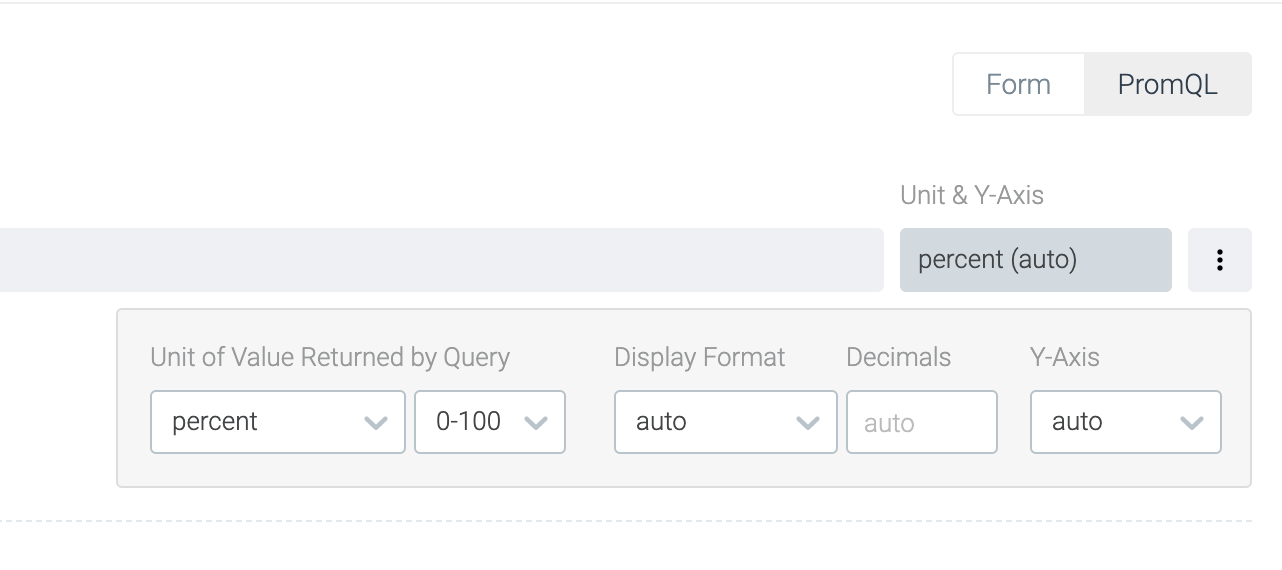 Form PromQL
Unit & Y-Axis
percent (auto)
Unit of Value Returned by Query Display Format Decimals Y-Axis
percent 0-100 auto auto auto